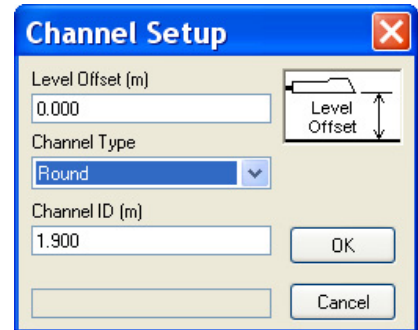 Channel Setup
Level Offset (m)
0.000
Level
Offset
Channel Type
Round
Channel ID (m)
1.900
OK
Cancel